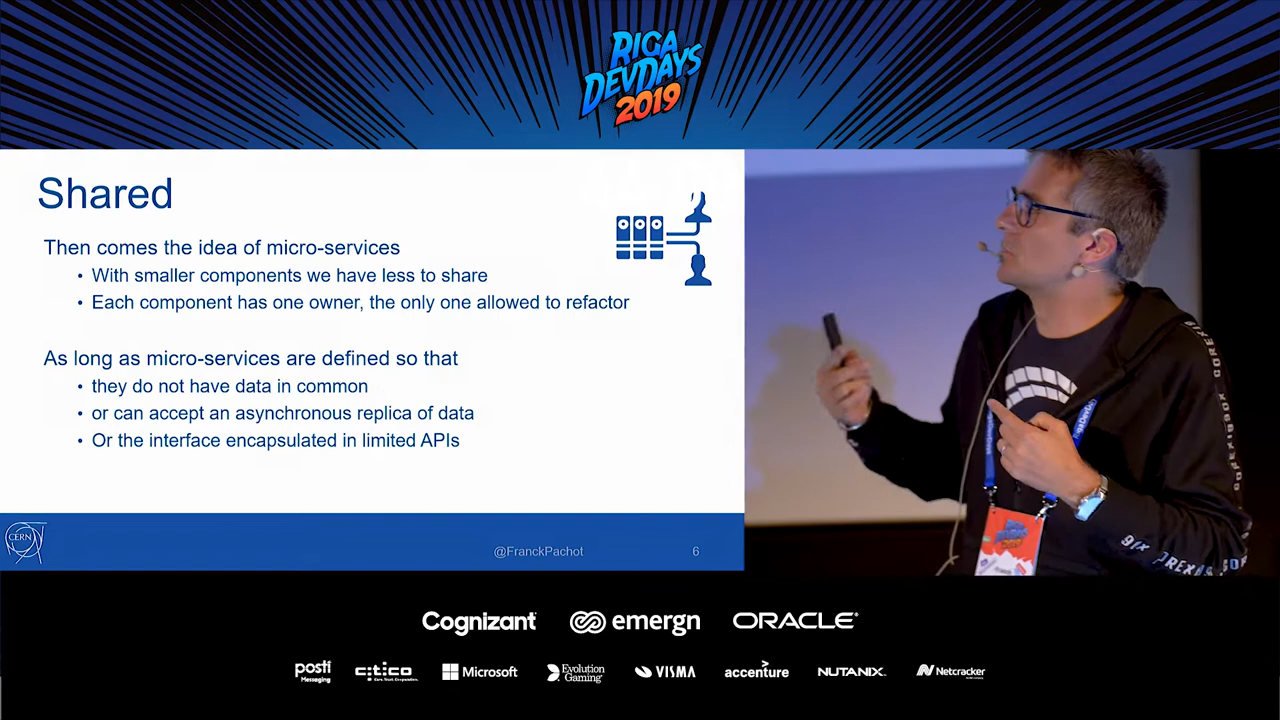 RIGA
DEVDAYS
2019
Shared
Then comes the idea of micro-services
• With smaller components we have less to share
• Each component has one owner, the only one allowed to refactor
As long as micro-services are defined so that
• they do not have data in common
• or can accept an asynchronous replica of data
• Or the interface encapsulated in limited APIs
CERN
@FranckPachot
6
Cognizant
emergn
ORACLE®
posti
Messaging
citico
Microsoft
Evolution
Gaming
VISMA
accenture
NUTANIX
Netcracker